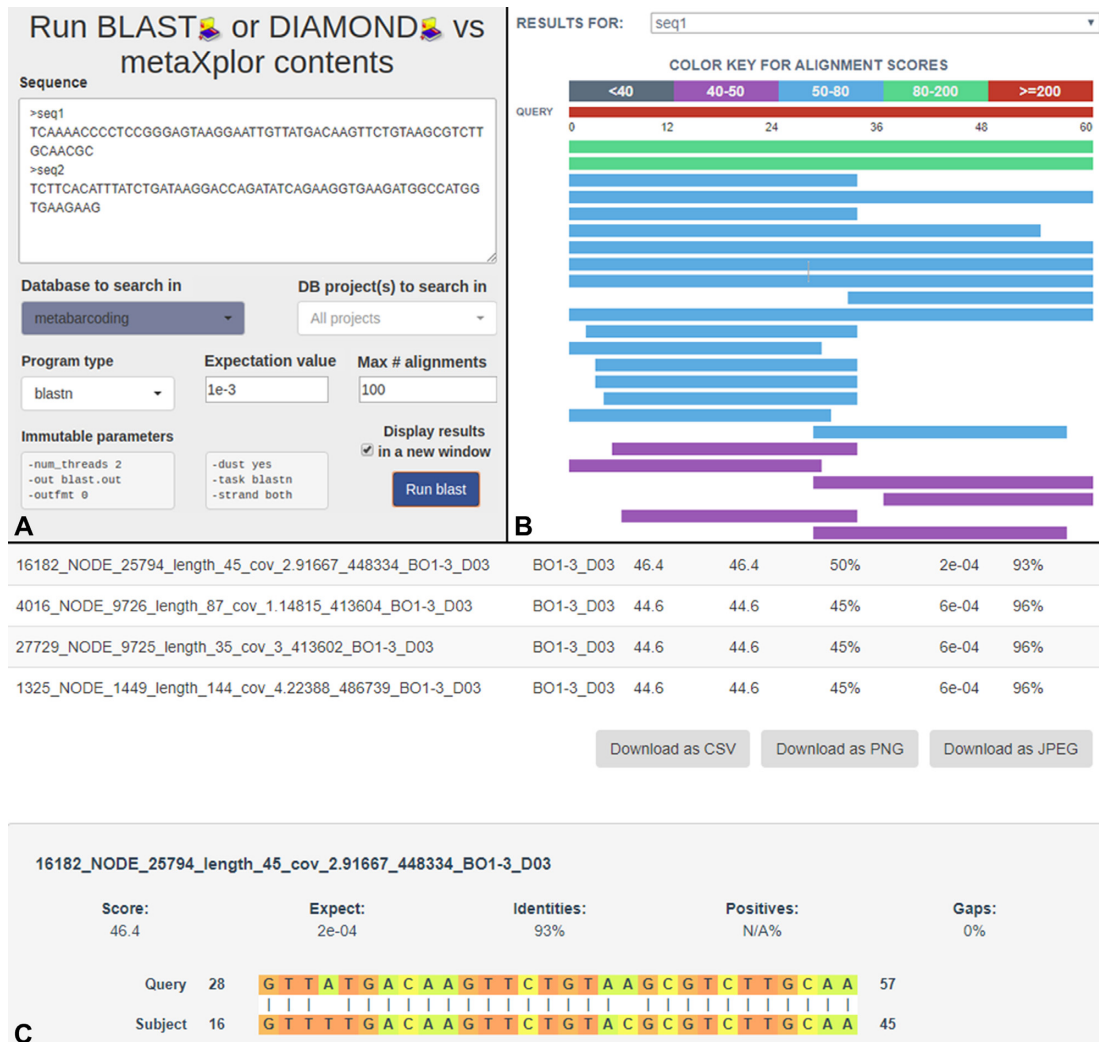 Run BLAST or DIAMOND vs
metaXplor contents
Sequence
>seq1
TCAAAACCCCTCCGGGAGTAAGGAATTGTTATGACAAGTTCTGTAAGCGTCTT
GCAACGC
>seq2
TCTTCACATTTATCTGATAAGGACCAGATATCAGAAGGTGAAGATGGCCATGG
TGAAGAAG
Database to search in
DB project(s) to search in
metabarcoding
All projects
Program type
Expectation value
Max # alignments
blastn
1e-3
100
Immutable parameters
-num_threads 2
-out blast.out
-outfmt 0
-dust yes
-task blastn
-strand both
Display results
in a new window
Run blast
A
RESULTS FOR:
seq1
COLOR KEY FOR ALIGNMENT SCORES
<40 40-50 50-80 80-200 >=200
QUERY
0 12 24 36 48 60
B
16182_NODE_25794_length_45_cov_2.91667_448334_BO1-3_D03 BO1-3_D03 46.4 46.4 50% 2e-04 93%
4016_NODE_9726_length_87_cov_1.14815_413604_BO1-3_D03 BO1-3_D03 44.6 44.6 45% 6e-04 96%
27729_NODE_9725_length_35_cov_3_413602_BO1-3_D03 BO1-3_D03 44.6 44.6 45% 6e-04 96%
1325_NODE_1449_length_144_cov_4.22388_486739_BO1-3_D03 BO1-3_D03 44.6 44.6 45% 6e-04 96%
Download as CSV
Download as PNG
Download as JPEG
16182_NODE_25794_length_45_cov_2.91667_448334_BO1-3_D03
Score: Expect: Identities: Positives: Gaps:
46.4 2e-04 93% N/A% 0%
Query 28 G T T A T G A C A A G T T C T G T A A G C G T C T T G C A A 57
Subject 16 G T T T T G A C A A G T T C T G T A C G C G T C T T G C A A 45
C